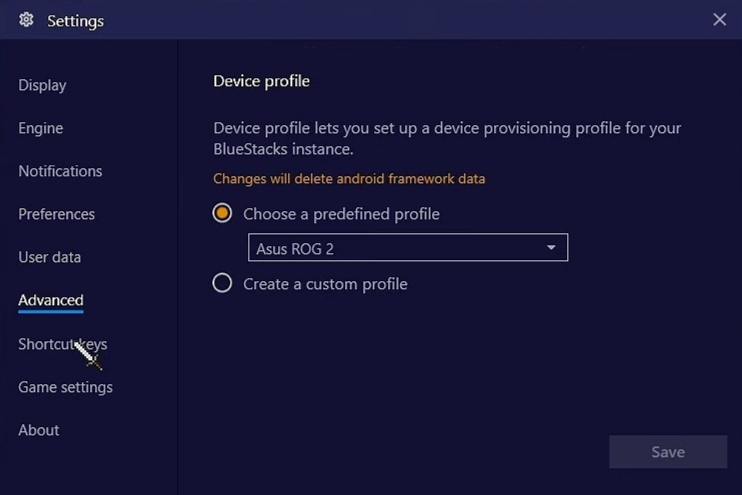 Settings
Display
Engine
Notifications
Preferences
User data
Advanced
Shortcut keys
Game settings
About
Device profile
Device profile lets you set up a device provisioning profile for your
BlueStacks instance.
Changes will delete android framework data
Choose a predefined profile
Asus ROG 2
Create a custom profile
Save